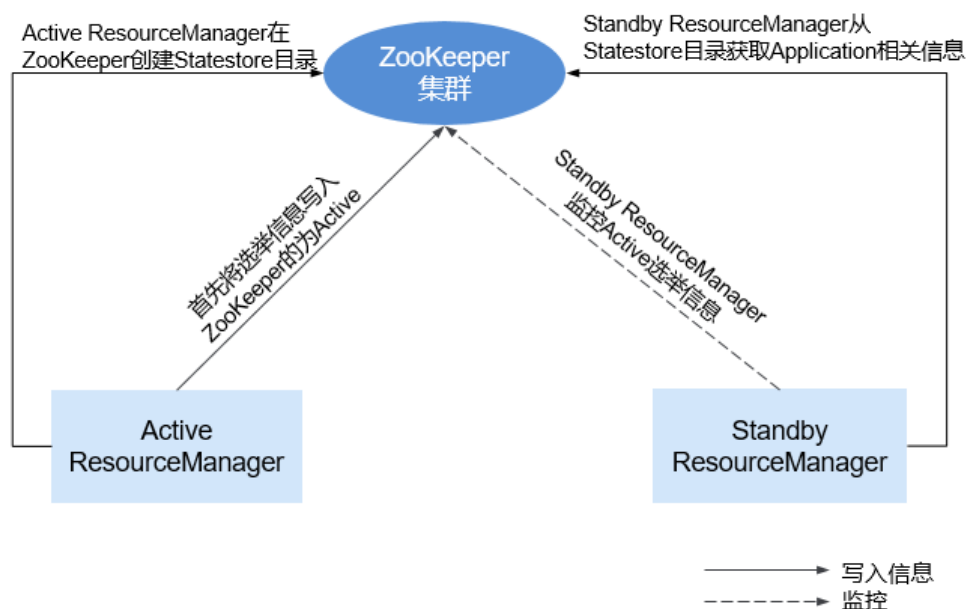 Active ResourceManager在
ZooKeeper创建Statestore目录
ZooKeeper
集群
Standby ResourceManager从
Statestore目录获取Application相关信息
首先将选举信息写入
ZooKeeper的为Active
Standby ResourceManager
监控Active选举信息
Active
ResourceManager
Standby
ResourceManager
写入信息
监控